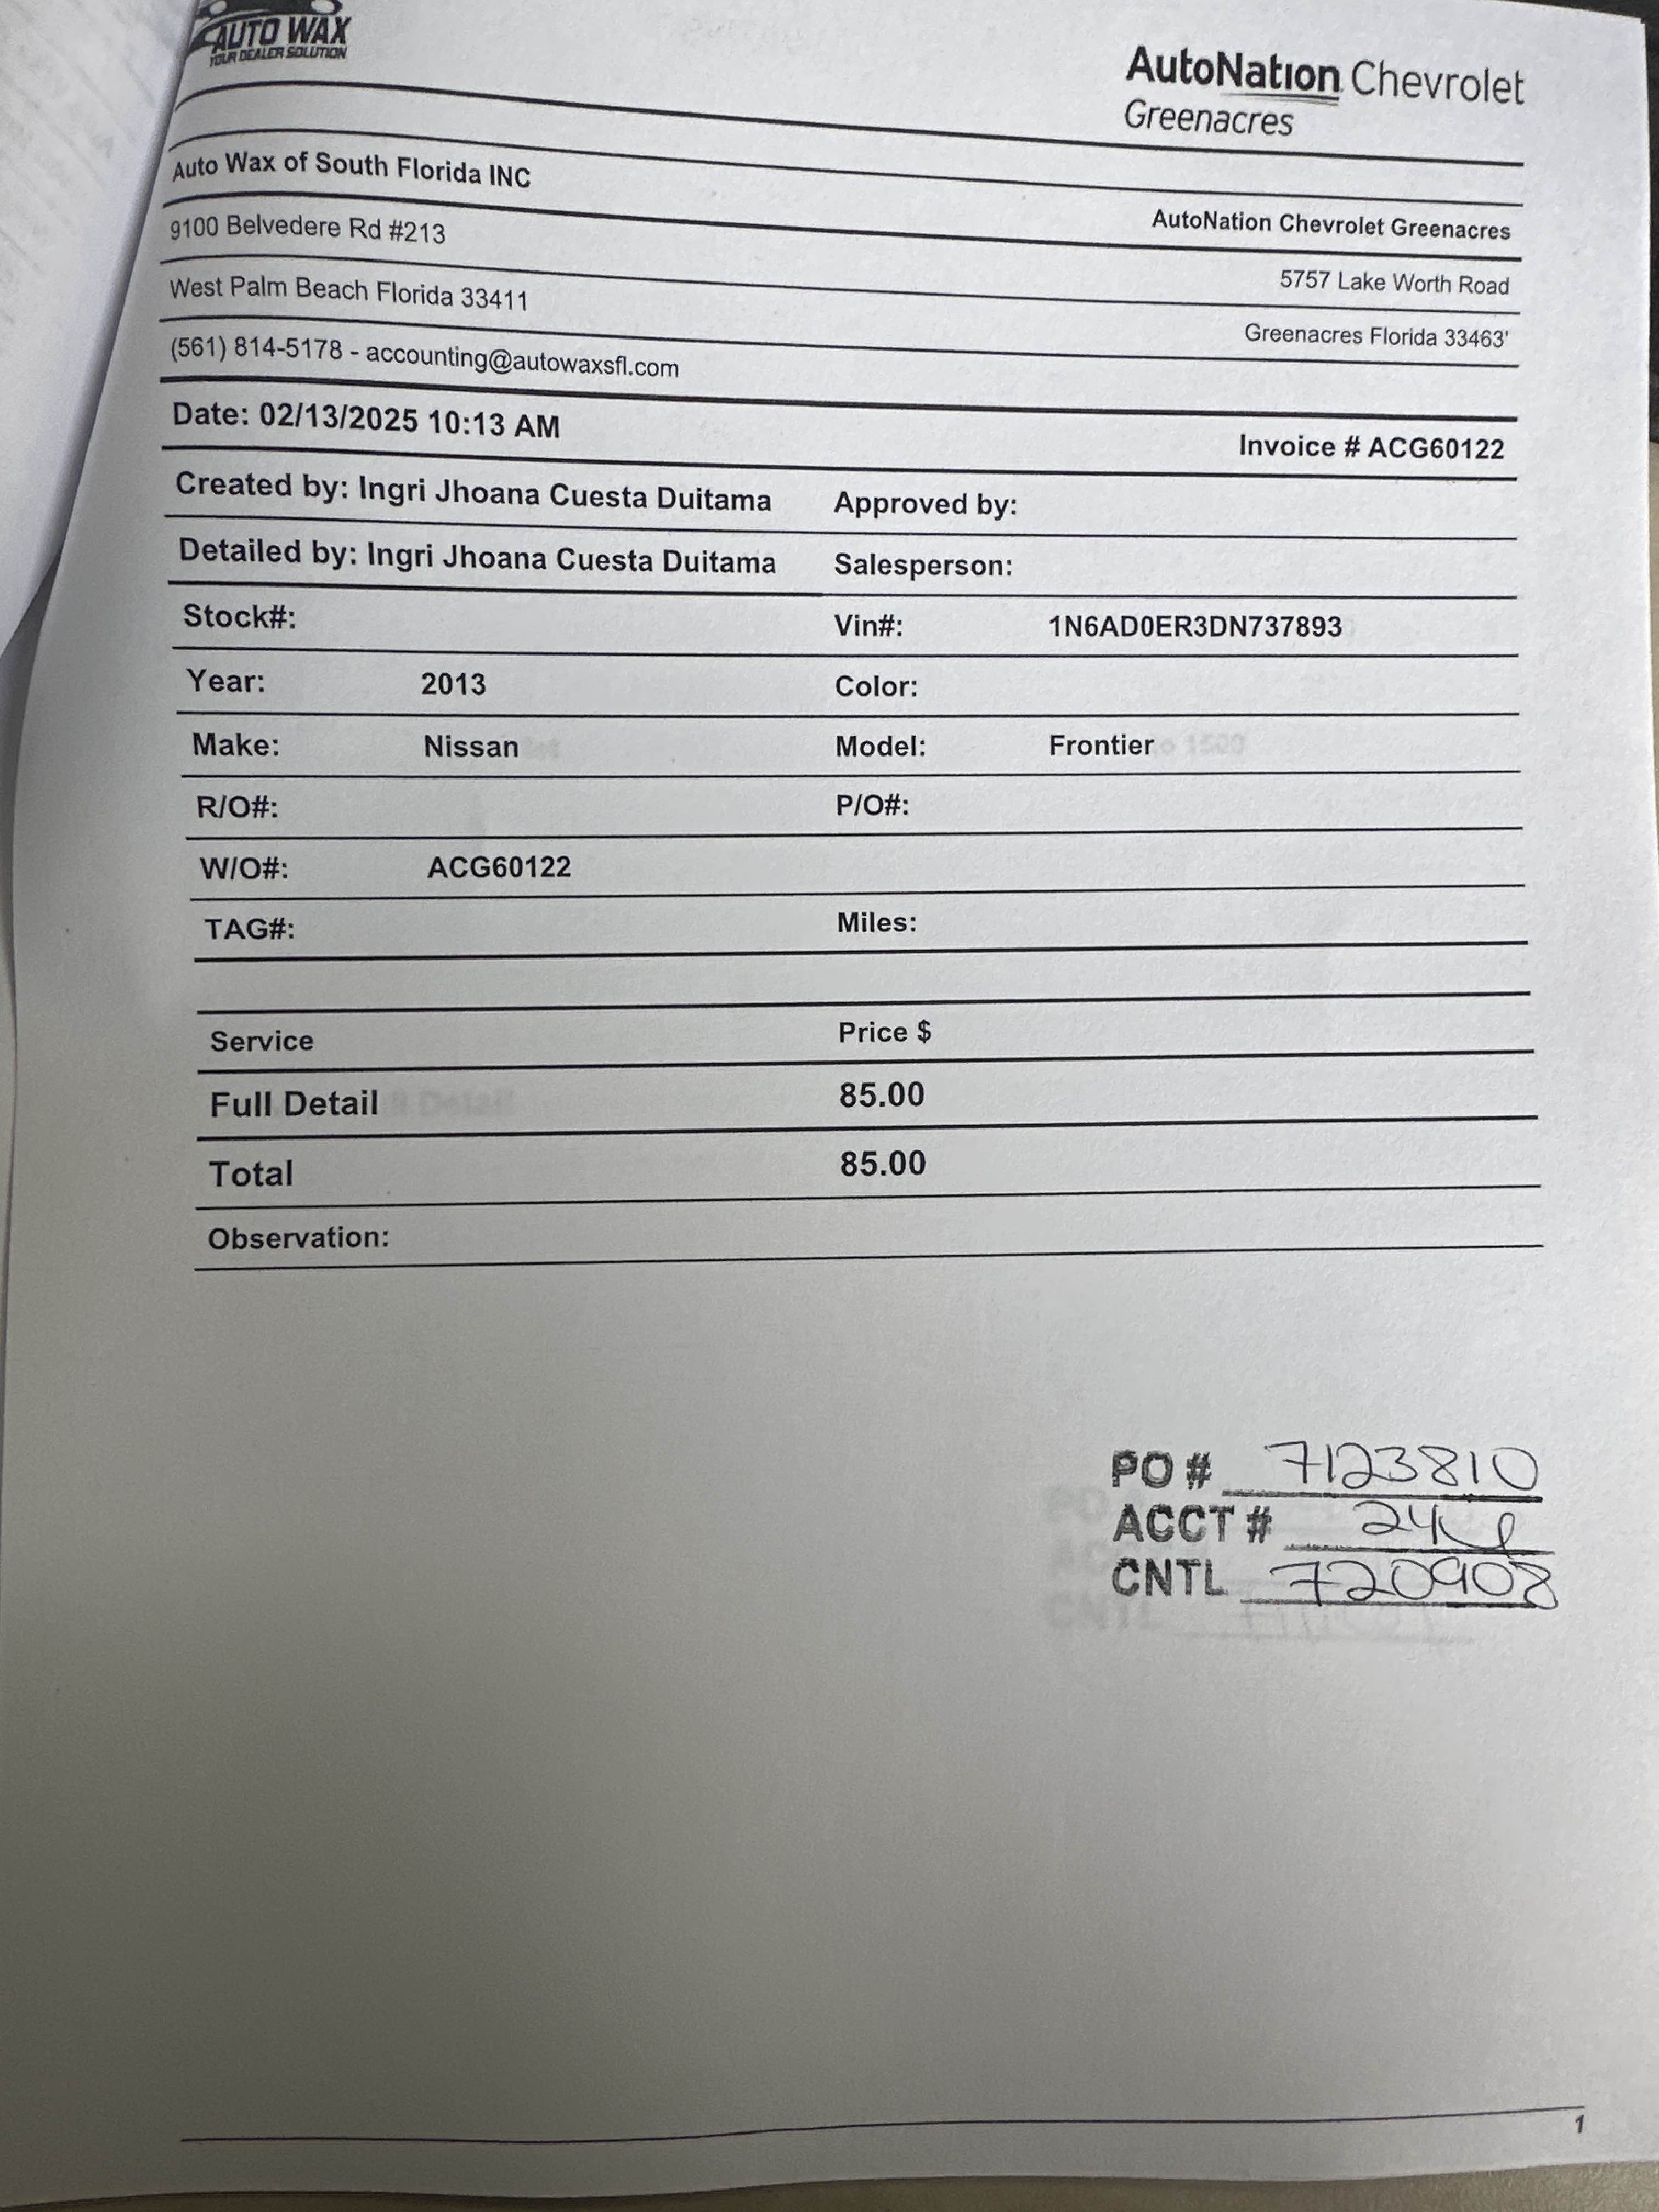 AUTO WAX
YOUR DEALER SOLUTION
AutoNation Chevrolet
Greenacres
Auto Wax of South Florida INC
AutoNation Chevrolet Greenacres
9100 Belvedere Rd #213
5757 Lake Worth Road
West Palm Beach Florida 33411
Greenacres Florida 33463'
(561) 814-5178 - accounting@autowaxsfl.com
Date: 02/13/2025 10:13 AM
Invoice # ACG60122
Created by: Ingri Jhoana Cuesta Duitama Approved by:
Detailed by: Ingri Jhoana Cuesta Duitama Salesperson:
Stock#: Vin#: 1N6AD0ER3DN737893
Year: 2013 Color:
Make: Nissan Model: Frontier
R/O#: P/O#:
W/O#: ACG60122
TAG#: Miles:
Service Price $
Full Detail 85.00
Total 85.00
Observation:
PO # 7123810
ACCT #
CNTL 720908
1